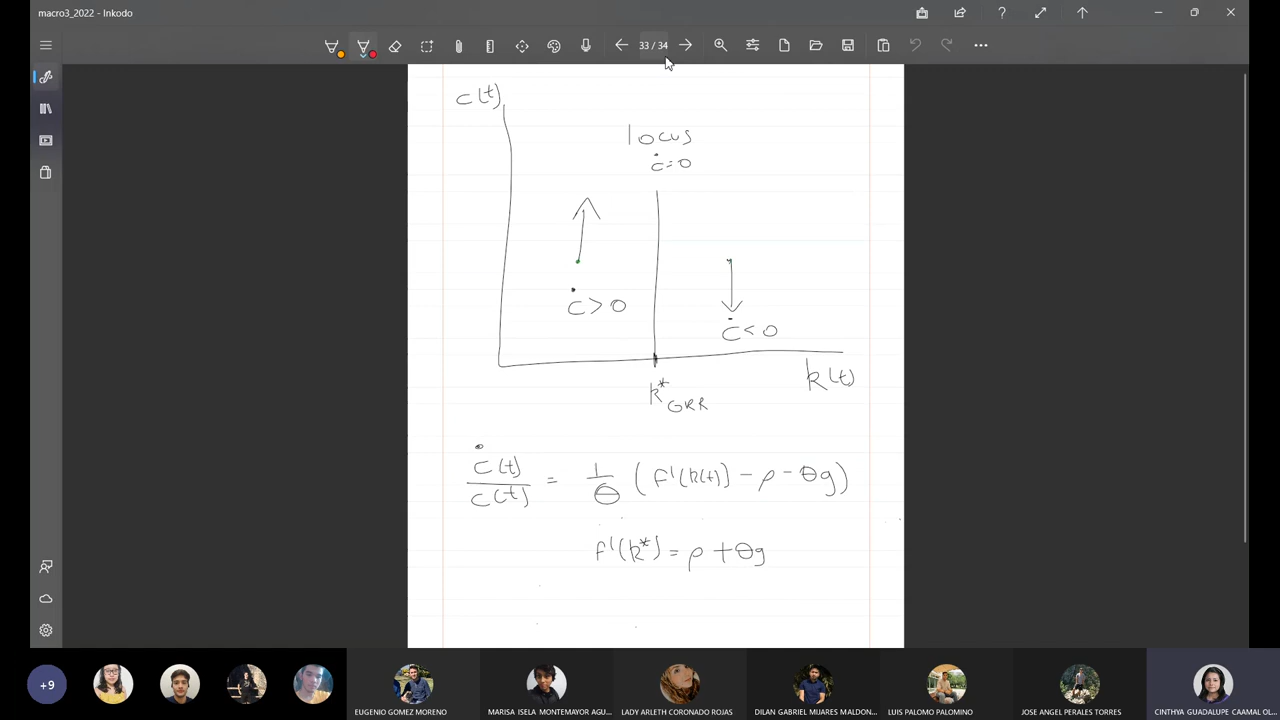 macro3_2022 - Inkodo
33 / 34
c(t)
locus
ċ=0
ċ > 0
ċ < 0
k*GRR
k(t)
ċ(t)/c(t) = 1/θ (f'(k(t)) - ρ - θg)
f'(k*) = ρ + θg
+9
EUGENIO GOMEZ MORENO
MARISA ISELA MONTEMAYOR AGU...
LADY ARLETH CORONADO ROJAS
DILAN GABRIEL MIJARES MALDON...
LUIS PALOMO PALOMINO
JOSE ANGEL PERALES TORRES
CINTHYA GUADALUPE CAAMAL OL...